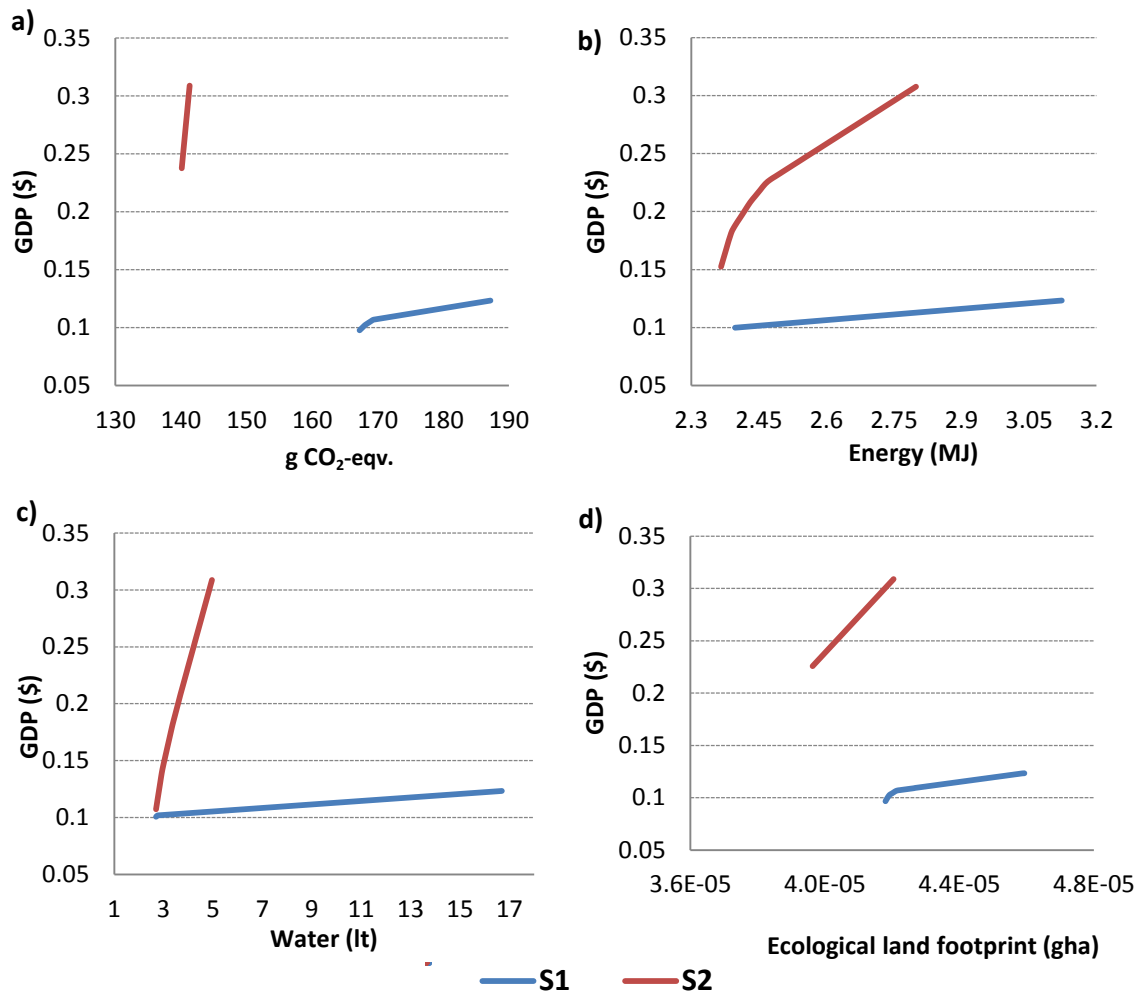 a)
GDP ($)
0.35
0.3
0.25
0.2
0.15
0.1
0.05
130 140 150 160 170 180 190
g CO₂-eqv.
b)
GDP ($)
0.35
0.3
0.25
0.2
0.15
0.1
0.05
2.3 2.45 2.6 2.75 2.9 3.05 3.2
Energy (MJ)
c)
GDP ($)
0.35
0.3
0.25
0.2
0.15
0.1
0.05
1 3 5 7 9 11 13 15 17
Water (lt)
d)
GDP ($)
0.35
0.3
0.25
0.2
0.15
0.1
0.05
3.6E-05 4.0E-05 4.4E-05 4.8E-05
Ecological land footprint (gha)
S1 S2